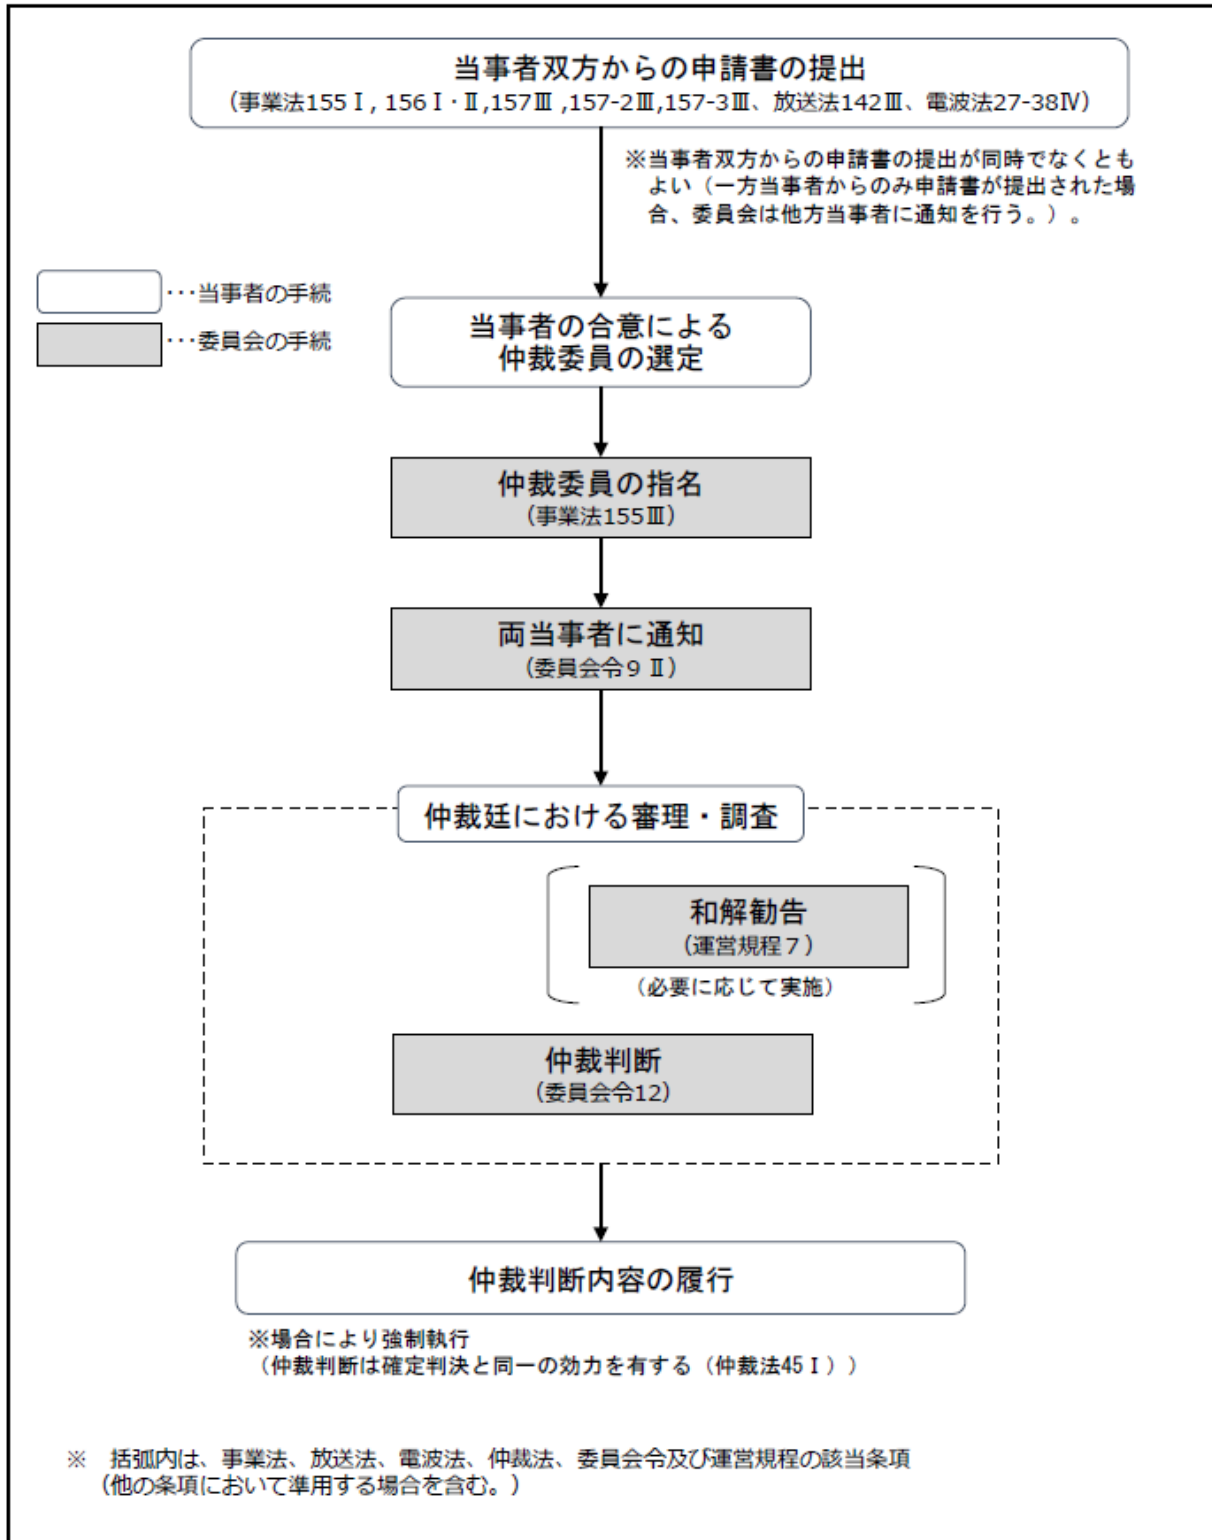 当事者双方からの申請書の提出
（事業法155Ⅰ, 156Ⅰ・Ⅱ,157Ⅲ ,157-2Ⅲ,157-3Ⅲ、放送法142Ⅲ、電波法27-38Ⅳ）
※当事者双方からの申請書の提出が同時でなくとも
よい（一方当事者からのみ申請書が提出された場
合、委員会は他方当事者に通知を行う。）。
・・・当事者の手続
・・・委員会の手続
当事者の合意による
仲裁委員の選定
仲裁委員の指名
（事業法155Ⅲ）
両当事者に通知
（委員会令９Ⅱ）
仲裁廷における審理・調査
和解勧告
（運営規程７）
（必要に応じて実施）
仲裁判断
（委員会令12）
仲裁判断内容の履行
※場合により強制執行
（仲裁判断は確定判決と同一の効力を有する（仲裁法45Ⅰ））
※　括弧内は、事業法、放送法、電波法、仲裁法、委員会令及び運営規程の該当条項
（他の条項において準用する場合を含む。）